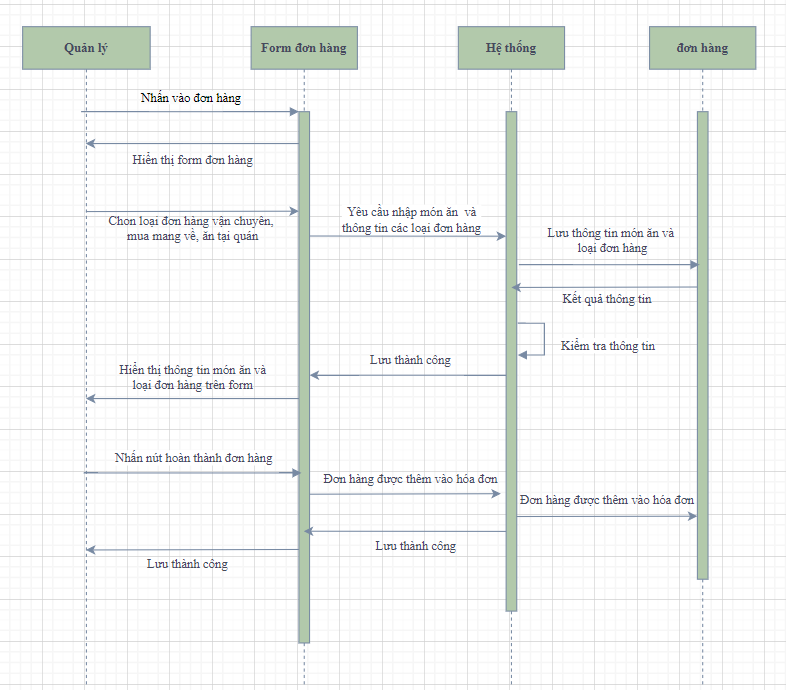 Quản lý
Form đơn hàng
Hệ thống
đơn hàng
Nhấn vào đơn hàng
Hiển thị form đơn hàng
Chọn loại đơn hàng vận chuyên,
mua mang về, ăn tại quán
Yêu cầu nhập món ăn và
thông tin các loại đơn hàng
Lưu thông tin món ăn và
loại đơn hàng
Kết quả thông tin
Kiểm tra thông tin
Lưu thành công
Hiển thị thông tin món ăn và
loại đơn hàng trên form
Nhấn nút hoàn thành đơn hàng
Đơn hàng được thêm vào hóa đơn
Đơn hàng được thêm vào hóa đơn
Lưu thành công
Lưu thành công